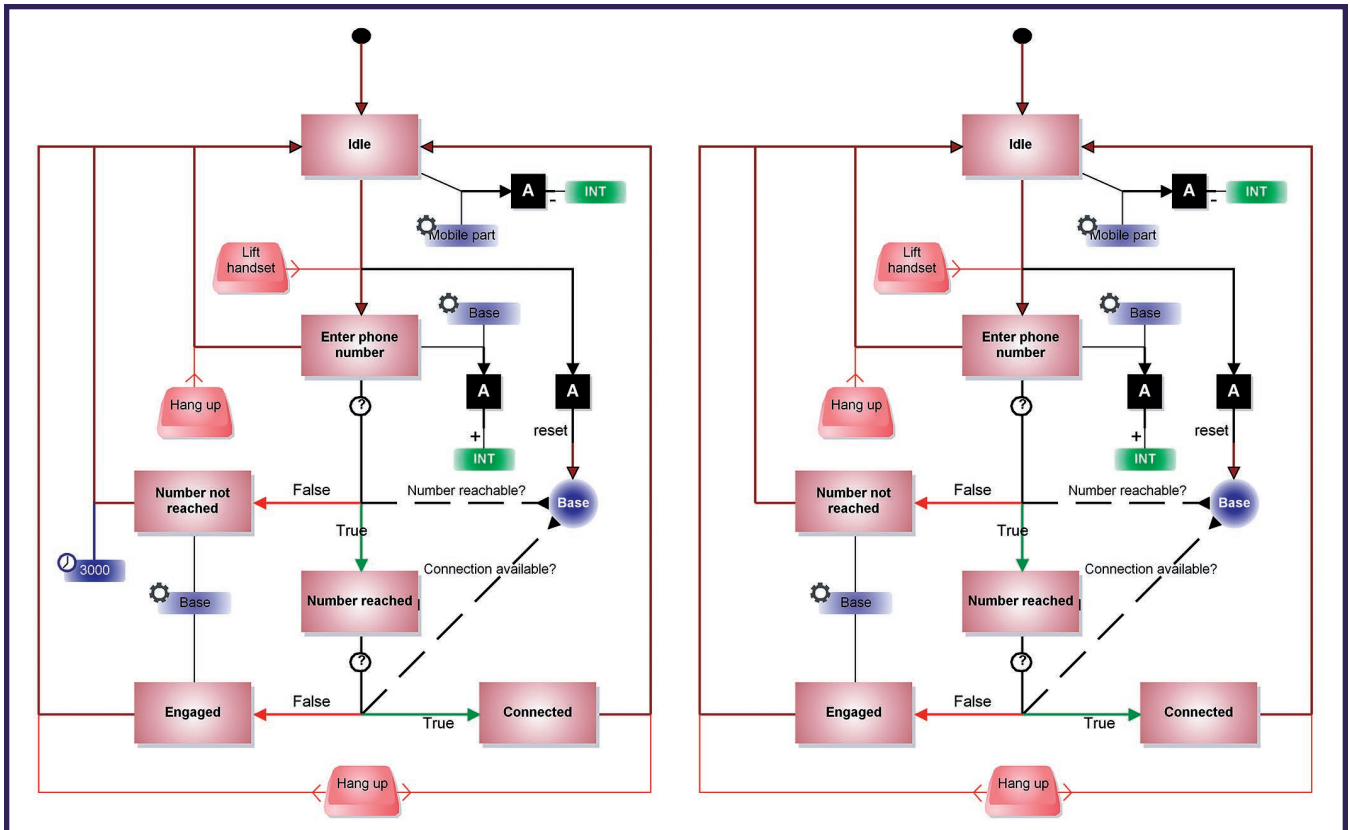 Idle
A
-
INT
Mobile part
Lift
handset
Base
Enter phone
number
A
A
Hang up
?
+
reset
INT
Number not
reached
False
Number reachable?
Base
True
3000
Connection available?
Base
Number reached
?
Engaged
False
True
Connected
Hang up
Idle
A
-
INT
Mobile part
Lift
handset
Base
Enter phone
number
A
A
Hang up
?
+
reset
INT
Number not
reached
False
Number reachable?
Base
True
Connection available?
Base
Number reached
?
Engaged
False
True
Connected
Hang up